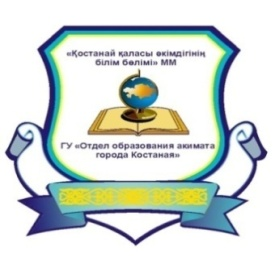 «Қостанай қаласы әкімдігінің
білім бөлімі» ММ
ГУ «Отдел образования акимата
города Костаная»